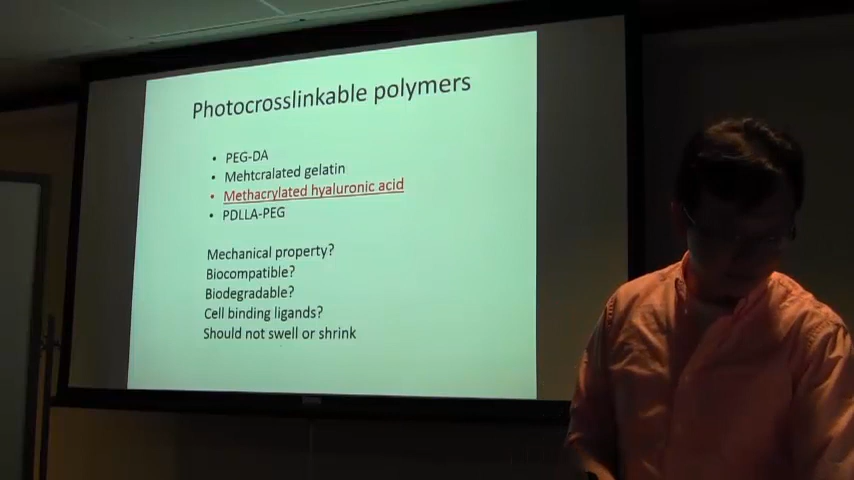 Photocrosslinkable polymers
• PEG-DA
• Mehtcralated gelatin
• Methacrylated hyaluronic acid
• PDLLA-PEG
Mechanical property?
Biocompatible?
Biodegradable?
Cell binding ligands?
Should not swell or shrink